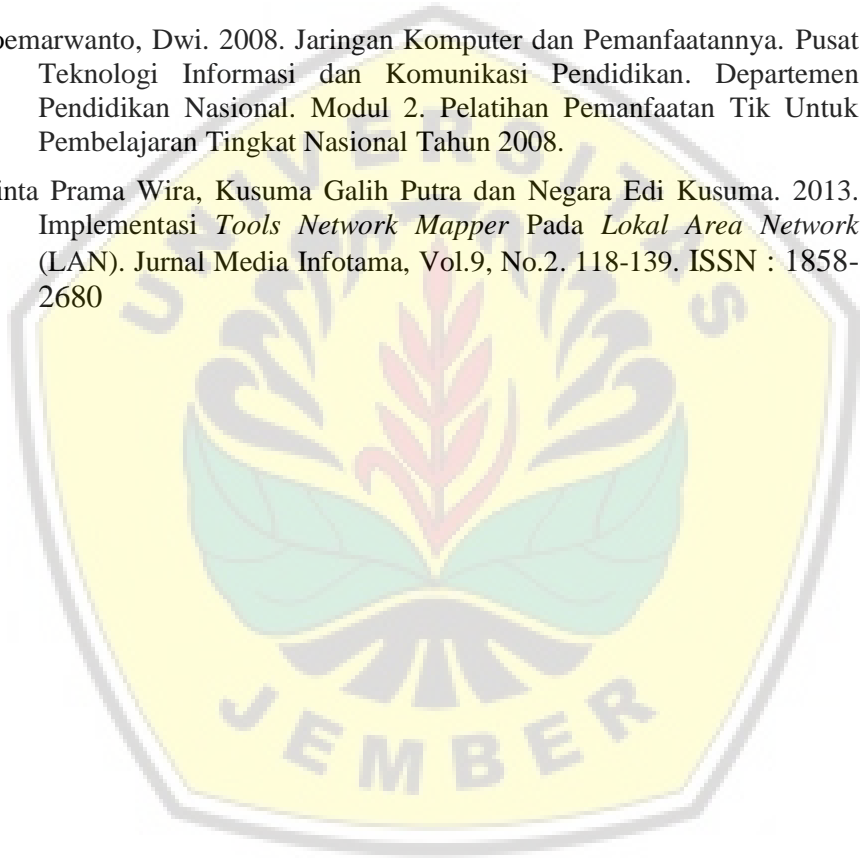 oemarwanto, Dwi. 2008. Jaringan Komputer dan Pemanfaatannya. Pusat
Teknologi Informasi dan Komunikasi Pendidikan. Departemen
Pendidikan Nasional. Modul 2. Pelatihan Pemanfaatan Tik Untuk
Pembelajaran Tingkat Nasional Tahun 2008.
inta Prama Wira, Kusuma Galih Putra dan Negara Edi Kusuma. 2013.
Implementasi Tools Network Mapper Pada Lokal Area Network
(LAN). Jurnal Media Infotama, Vol.9, No.2. 118-139. ISSN : 1858-
2680
UNIVERSITAS
JEMBER